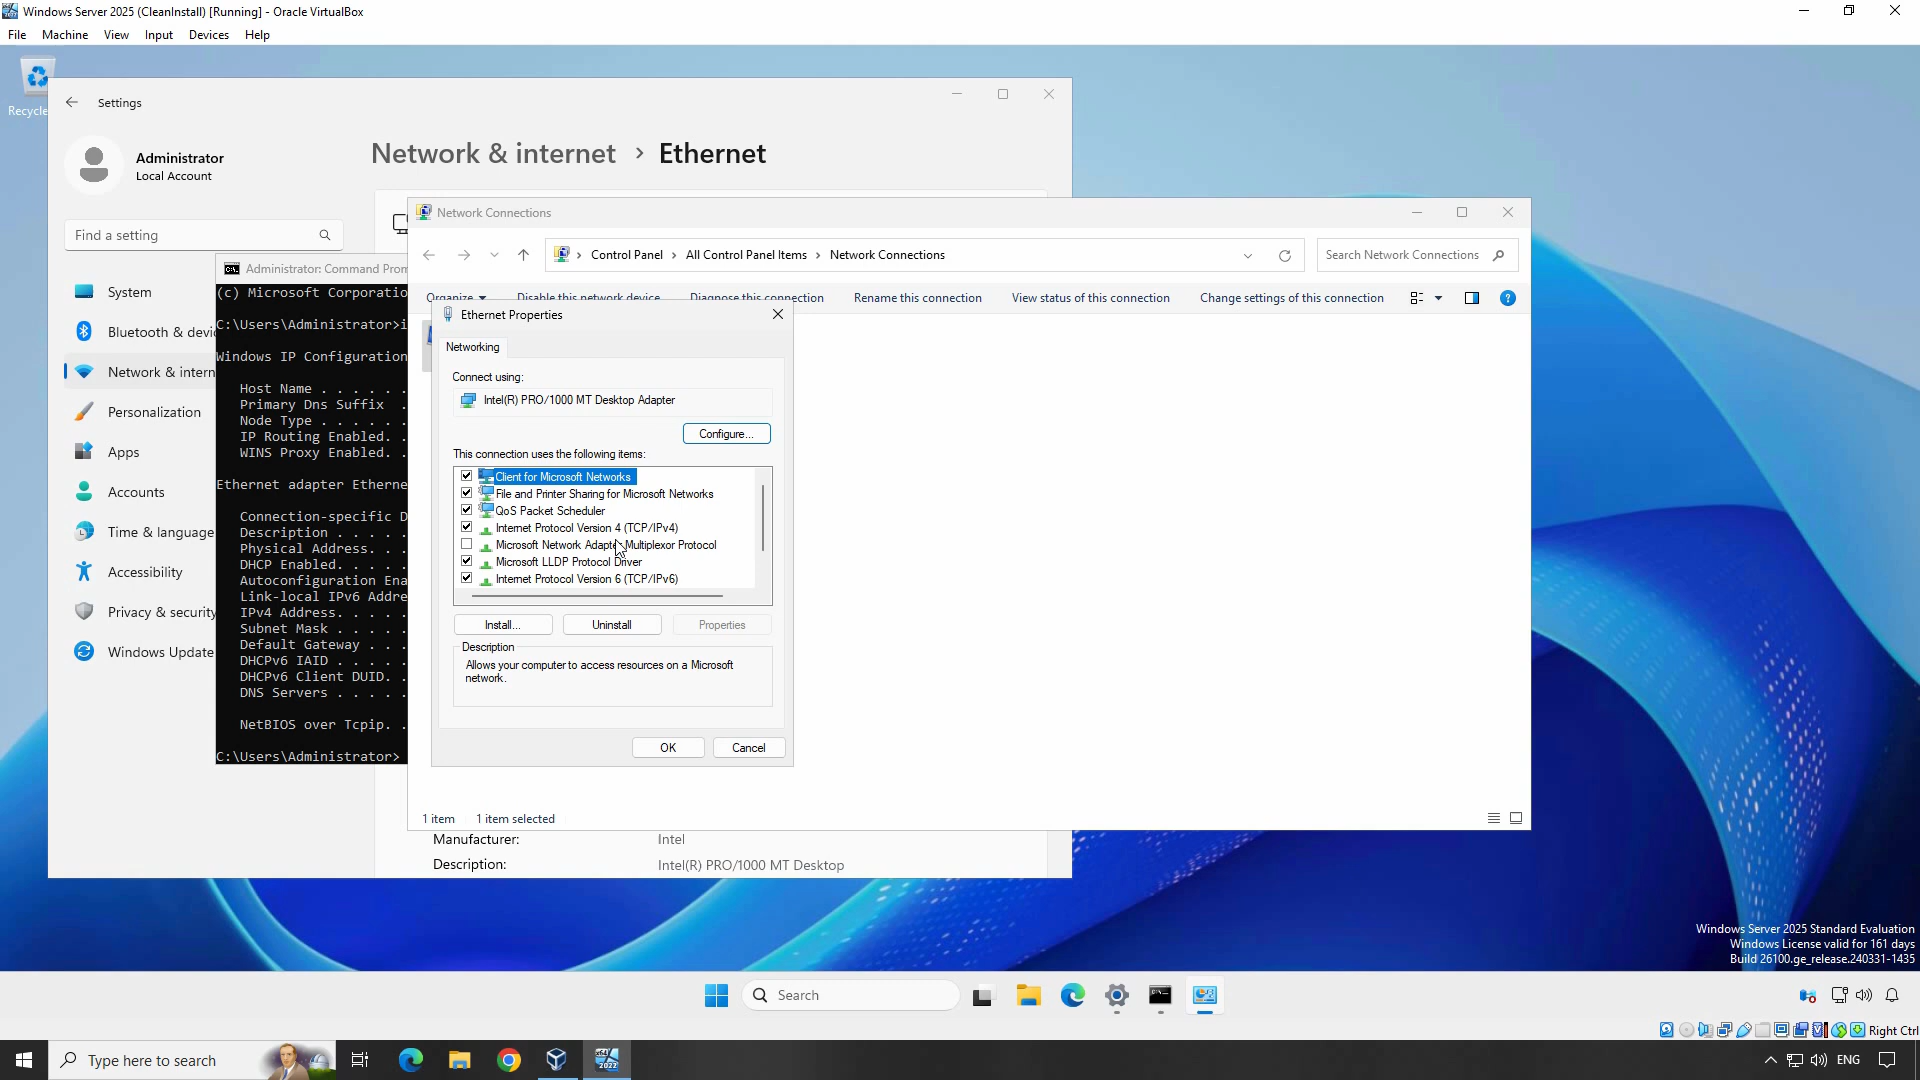 Windows Server 2025 (CleanInstall) [Running] - Oracle VirtualBox
File Machine View Input Devices Help
Recycle
Settings
Administrator
Local Account
Find a setting
System
Bluetooth & devi
Network & intern
Personalization
Apps
Accounts
Time & language
Accessibility
Privacy & security
Windows Update
Network & internet › Ethernet
Administrator: Command Prom
(c) Microsoft Corporatio
C:\Users\Administrator>i
Windows IP Configuration
Host Name . . . . . .
Primary Dns Suffix .
Node Type . . . . . .
IP Routing Enabled. .
WINS Proxy Enabled. .
Ethernet adapter Etherne
Connection-specific D
Description . . . . .
Physical Address. . .
DHCP Enabled. . . . .
Autoconfiguration Ena
Link-local IPv6 Addre
IPv4 Address. . . . .
Subnet Mask . . . . .
Default Gateway . . .
DHCPv6 IAID . . . . .
DHCPv6 Client DUID. .
DNS Servers . . . . .
NetBIOS over Tcpip. .
C:\Users\Administrator>
Network Connections
Control Panel › All Control Panel Items › Network Connections
Search Network Connections
Organize Disable this network device Diagnose this connection Rename this connection View status of this connection Change settings of this connection
Ethernet Properties
Networking
Connect using:
Intel(R) PRO/1000 MT Desktop Adapter
Configure...
This connection uses the following items:
Client for Microsoft Networks
File and Printer Sharing for Microsoft Networks
QoS Packet Scheduler
Internet Protocol Version 4 (TCP/IPv4)
Microsoft Network Adapter Multiplexor Protocol
Microsoft LLDP Protocol Driver
Internet Protocol Version 6 (TCP/IPv6)
Install... Uninstall Properties
Description
Allows your computer to access resources on a Microsoft
network.
OK Cancel
1 item 1 item selected
Manufacturer: Intel
Description: Intel(R) PRO/1000 MT Desktop
Windows Server 2025 Standard Evaluation
Windows License valid for 161 days
Build 26100.ge_release.240331-1435
Search
Right Ctrl
Type here to search
x64
2022
ENG